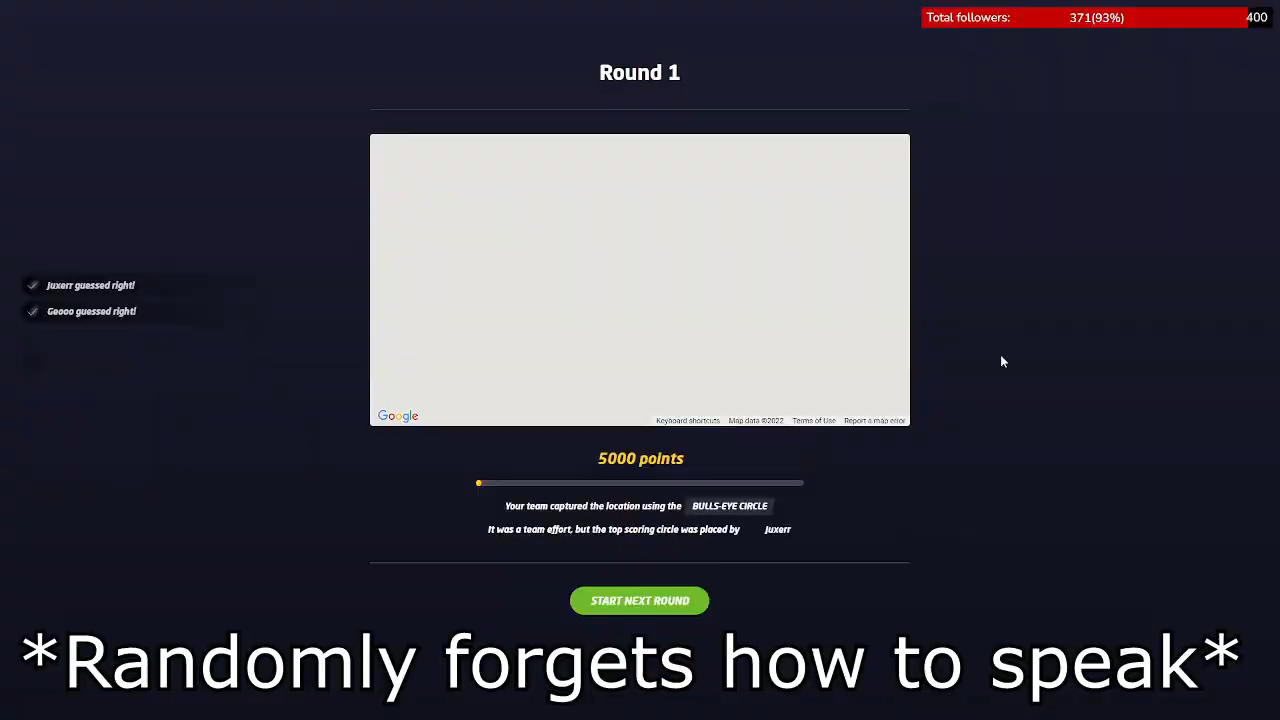 Total followers: 371(93%) 400
Round 1
Juxerr guessed right!
Geooo guessed right!
Google
Keyboard shortcuts Map data ©2022 Terms of Use Report a map error
5000 points
Your team captured the location using the BULLS-EYE CIRCLE
It was a team effort, but the top scoring circle was placed by Juxerr
START NEXT ROUND
*Randomly forgets how to speak*